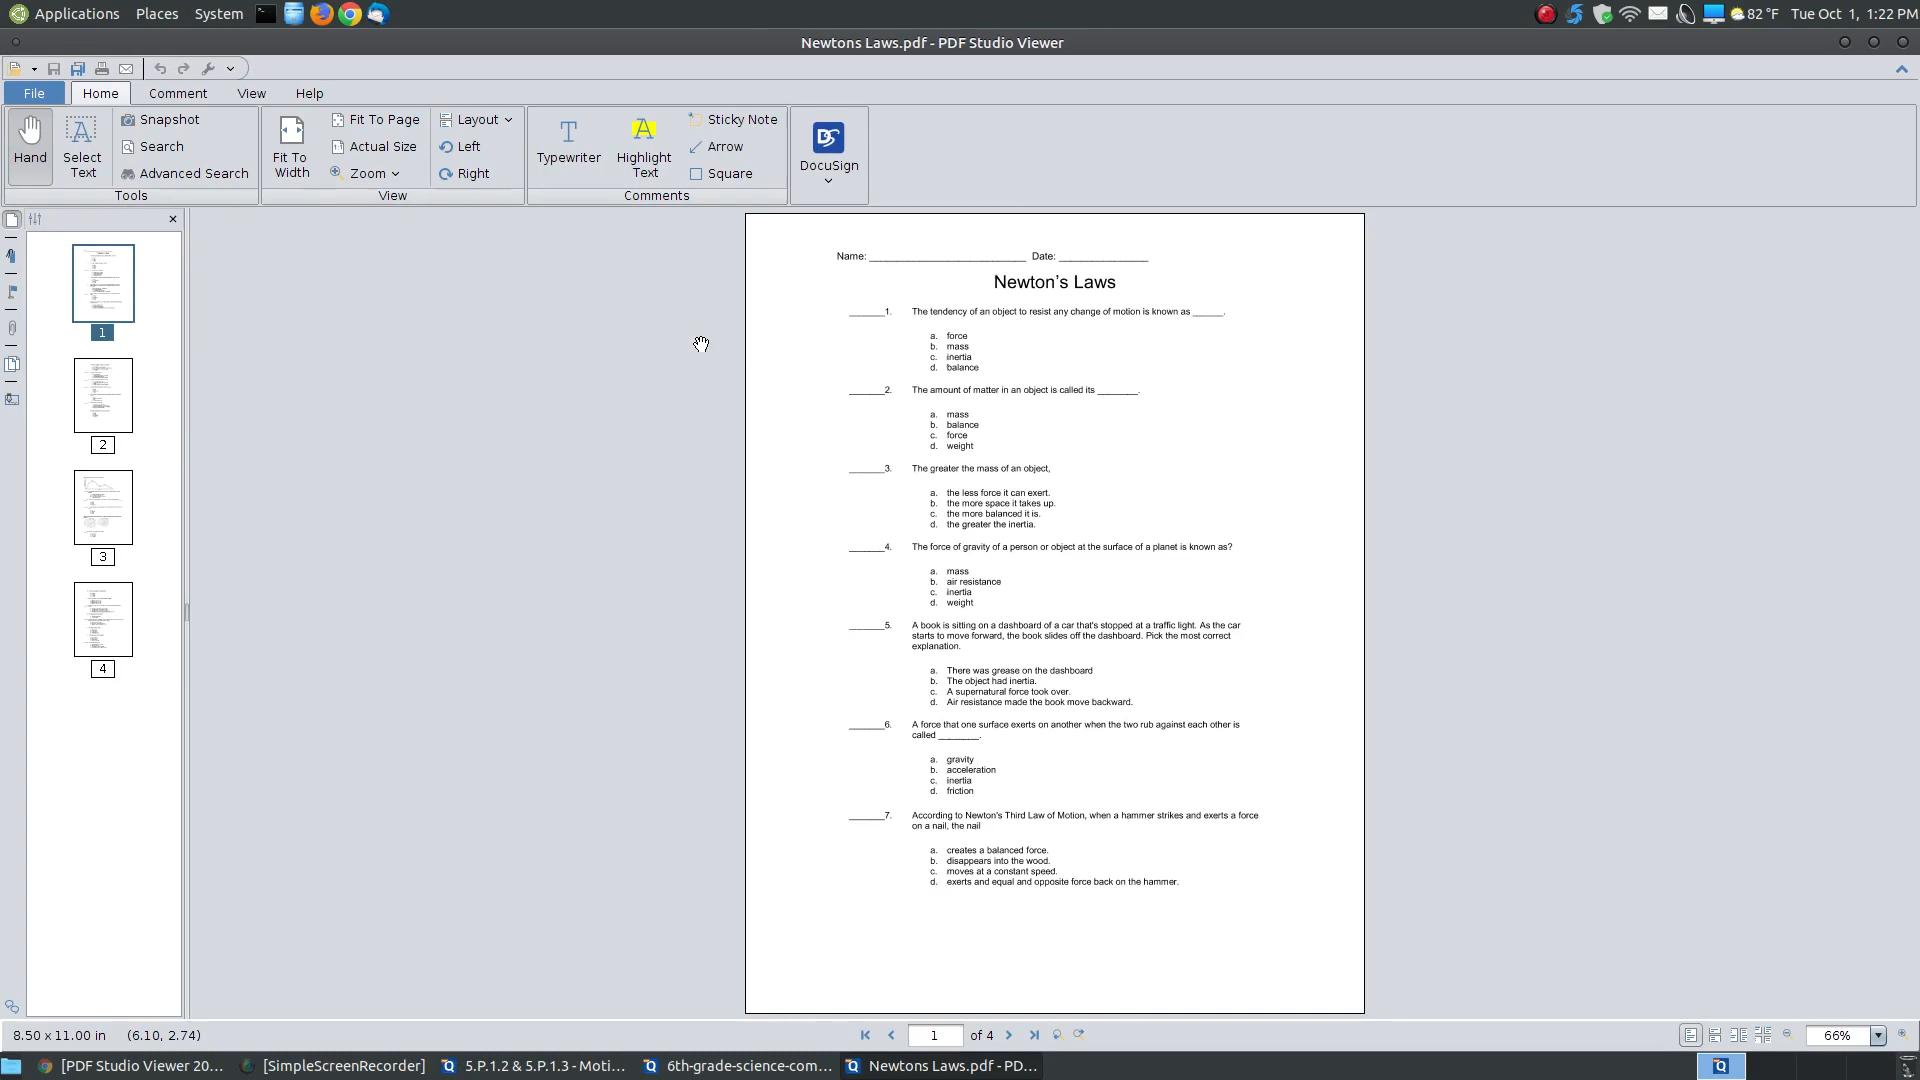 Applications Places System 82 °F Tue Oct 1, 1:22 PM
Newtons Laws.pdf - PDF Studio Viewer
File Home Comment View Help
Hand
Select Text
Snapshot
Search
Advanced Search
Tools
Fit To Width
Fit To Page
Actual Size
Zoom
Layout
Left
Right
View
Typewriter
Highlight Text
Sticky Note
Arrow
Square
Comments
DocuSign
1
2
3
4
Name: ____________________________ Date: ________________
Newton’s Laws
_______1. The tendency of an object to resist any change of motion is known as ______.
a. force
b. mass
c. inertia
d. balance
_______2. The amount of matter in an object is called its ________.
a. mass
b. balance
c. force
d. weight
_______3. The greater the mass of an object,
a. the less force it can exert.
b. the more space it takes up.
c. the more balanced it is.
d. the greater the inertia.
_______4. The force of gravity of a person or object at the surface of a planet is known as?
a. mass
b. air resistance
c. inertia
d. weight
_______5. A book is sitting on a dashboard of a car that's stopped at a traffic light. As the car
starts to move forward, the book slides off the dashboard. Pick the most correct
explanation.
a. There was grease on the dashboard
b. The object had inertia.
c. A supernatural force took over.
d. Air resistance made the book move backward.
_______6. A force that one surface exerts on another when the two rub against each other is
called ________.
a. gravity
b. acceleration
c. inertia
d. friction
_______7. According to Newton's Third Law of Motion, when a hammer strikes and exerts a force
on a nail, the nail
a. creates a balanced force.
b. disappears into the wood.
c. moves at a constant speed.
d. exerts and equal and opposite force back on the hammer.
8.50 x 11.00 in (6.10, 2.74) 1 of 4 66%
[PDF Studio Viewer 20... [SimpleScreenRecorder] 5.P.1.2 & 5.P.1.3 - Moti... 6th-grade-science-com... Newtons Laws.pdf - PD...